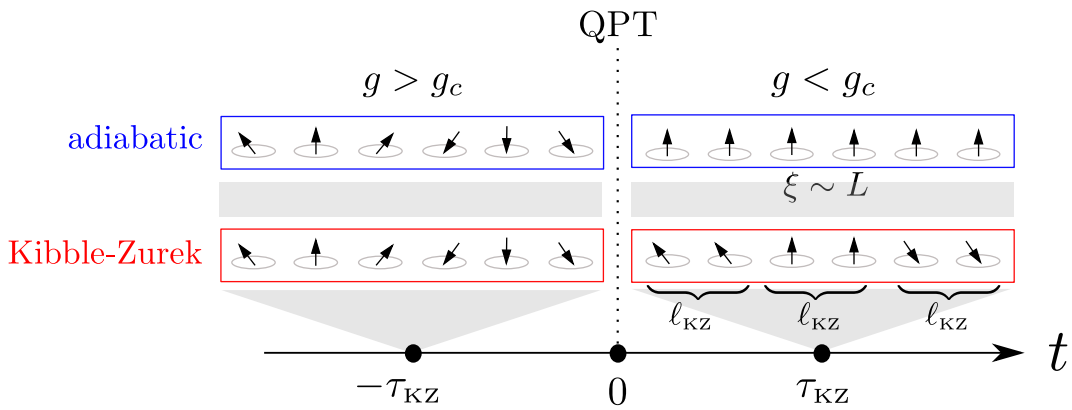 QPT
g > g_c
g < g_c
adiabatic
ξ ∼ L
Kibble-Zurek
ℓ_KZ
ℓ_KZ
ℓ_KZ
t
−τ_KZ
0
τ_KZ